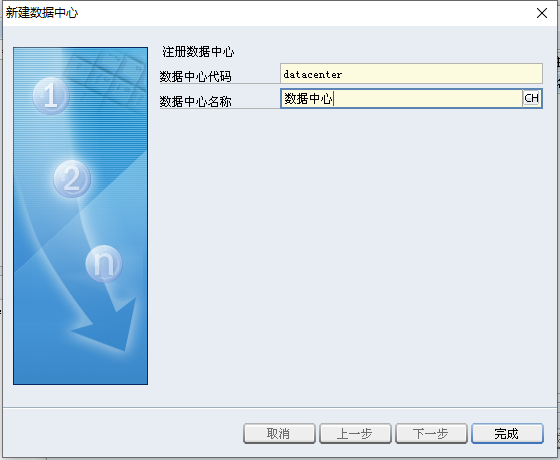 新建数据中心
1
2
n
注册数据中心
数据中心代码 datacenter
数据中心名称 数据中心 CH
取消 上一步 下一步 完成